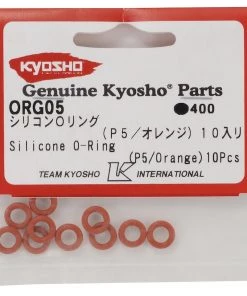 KYOSHO
Genuine Kyosho® Parts
ORG05 ●400
シリコンOリング
(P5/オレンジ)10入り
Silicone O-Ring
(P5/Orange)10Pcs
TEAM KYOSHO K INTERNATIONAL